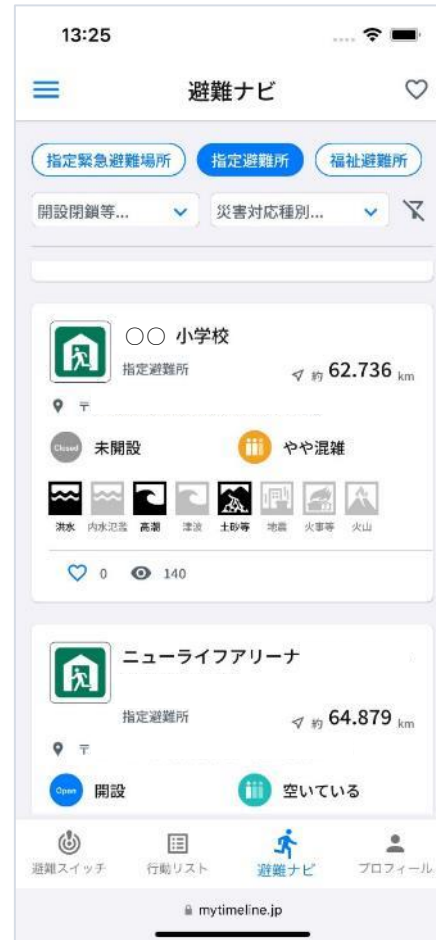 13:25
避難ナビ
指定緊急避難場所 指定避難所 福祉避難所
開設閉鎖等... 災害対応種別...
○○ 小学校
指定避難所 約 62.736 km
〒
Closed 未開設 やや混雑
洪水 内水氾濫 高潮 津波 土砂等 地震 火事等 火山
0 140
ニューライフアリーナ
指定避難所 約 64.879 km
〒
Open 開設 空いている
避難スイッチ 行動リスト 避難ナビ プロフィール
mytimeline.jp